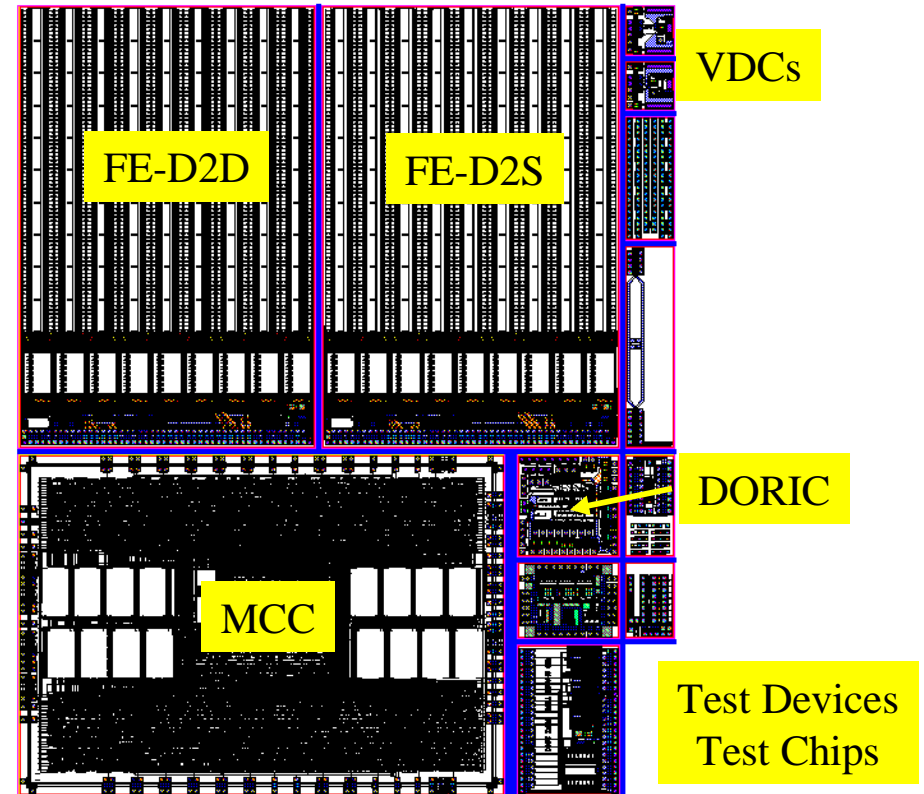 VDCs
FE-D2D
FE-D2S
DORIC
MCC
Test Devices
Test Chips